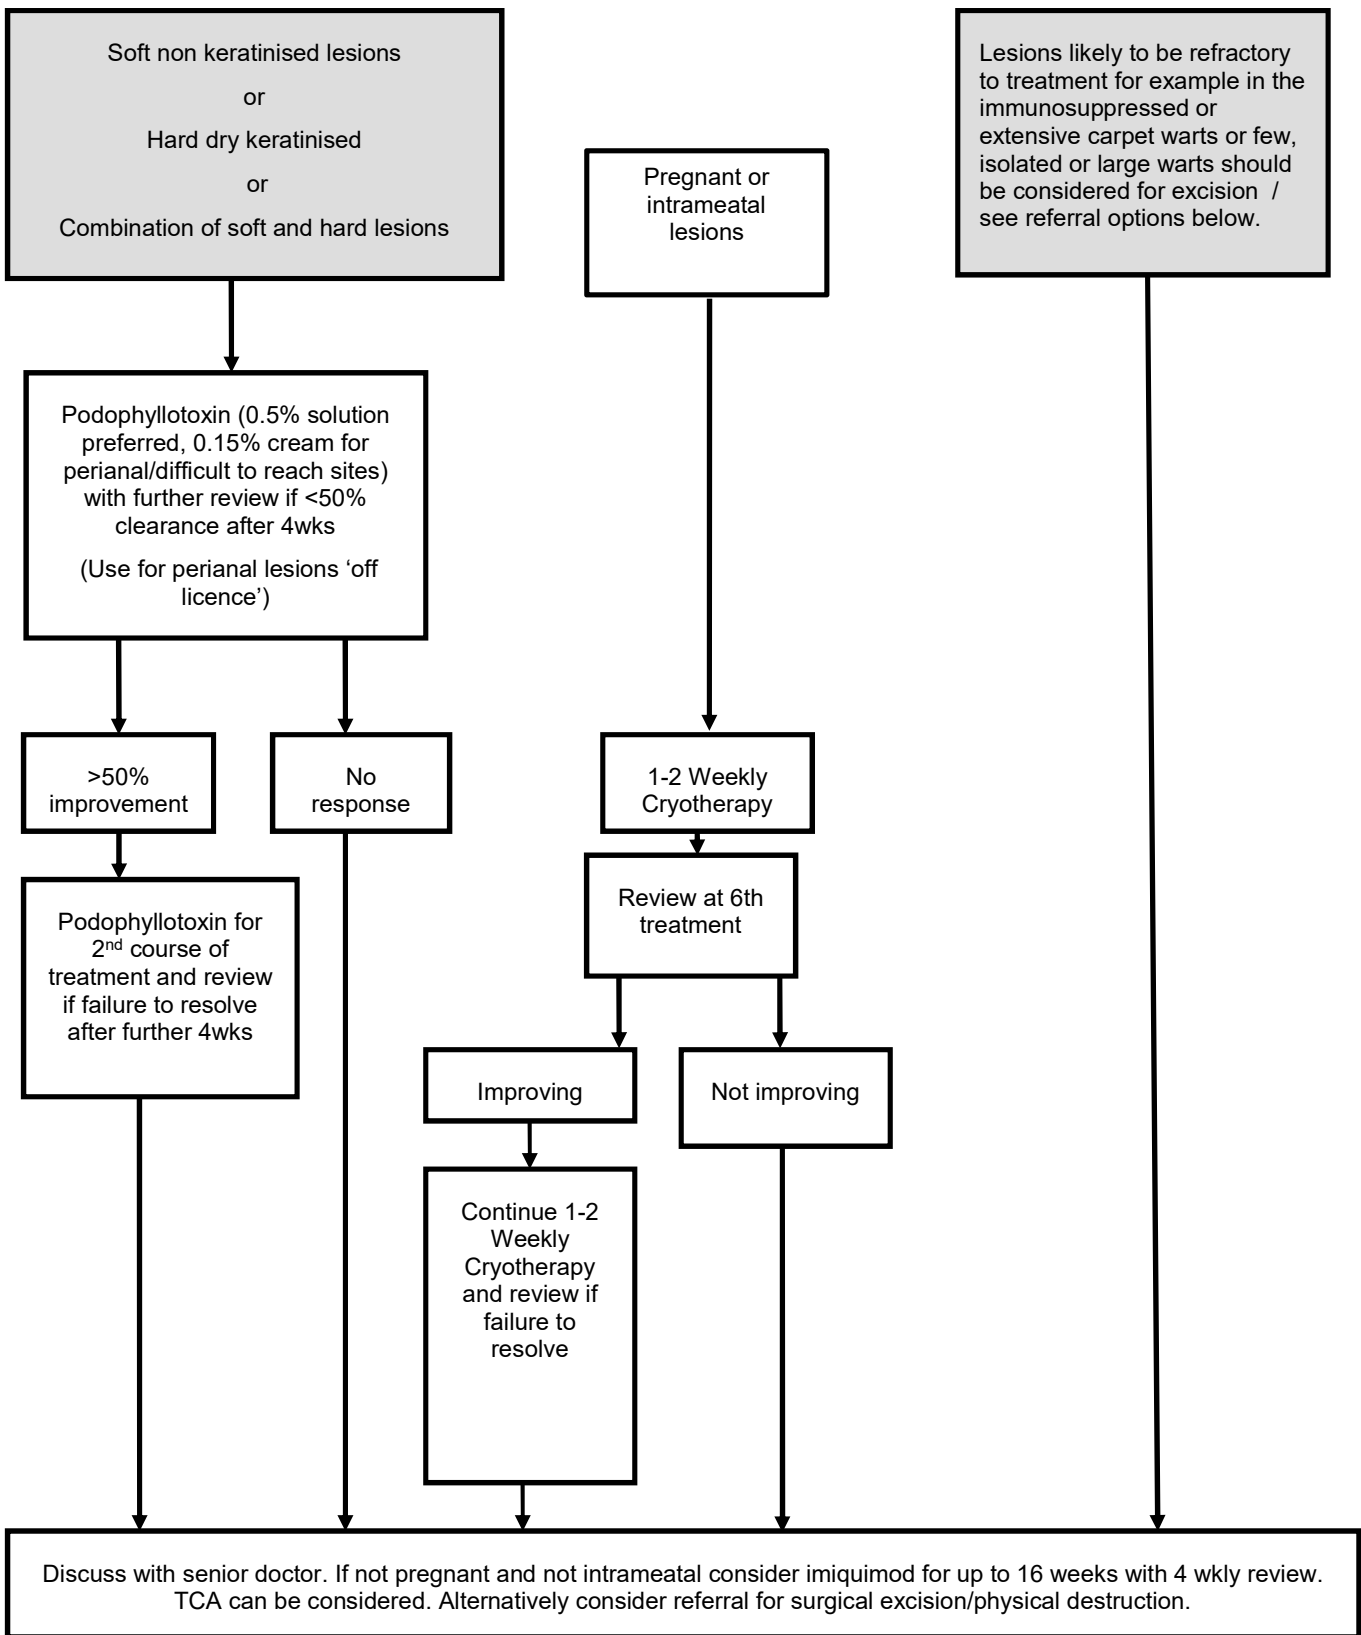 Soft non keratinised lesions
or
Hard dry keratinised
or
Combination of soft and hard lesions
Pregnant or
intrameatal
lesions
Lesions likely to be refractory
to treatment for example in the
immunosuppressed or
extensive carpet warts or few,
isolated or large warts should
be considered for excision /
see referral options below.
Podophyllotoxin (0.5% solution
preferred, 0.15% cream for
perianal/difficult to reach sites)
with further review if <50%
clearance after 4wks
(Use for perianal lesions ‘off
licence’)
>50%
improvement
No
response
1-2 Weekly
Cryotherapy
Podophyllotoxin for
2nd course of
treatment and review
if failure to resolve
after further 4wks
Review at 6th
treatment
Improving
Not improving
Continue 1-2
Weekly
Cryotherapy
and review if
failure to
resolve
Discuss with senior doctor. If not pregnant and not intrameatal consider imiquimod for up to 16 weeks with 4 wkly review.
TCA can be considered. Alternatively consider referral for surgical excision/physical destruction.